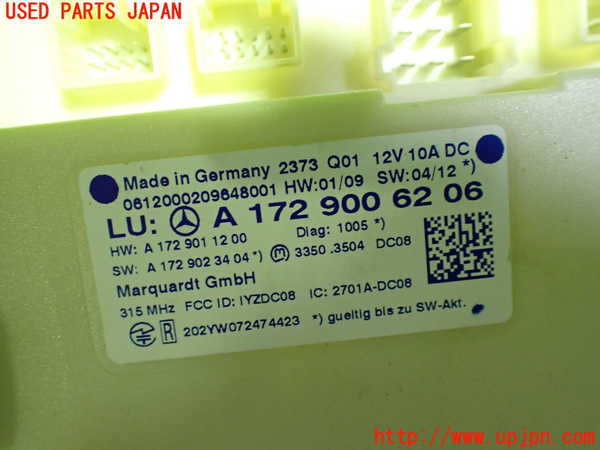 USED PARTS JAPAN
Made in Germany 2373 Q01 12V 10A DC
0612000209648001 HW:01/09 SW:04/12 *)
LU: A 172 900 62 06
HW: A 172 901 12 00 Diag: 1005 *)
SW: A 172 902 34 04 *) m 3350 .3504 DC08
Marquardt GmbH
315 MHz FCC ID: IYZDC08 IC: 2701A-DC08
R 202YW072474423 *) gueltig bis zu SW-Akt.
http://www.upjpn.com/